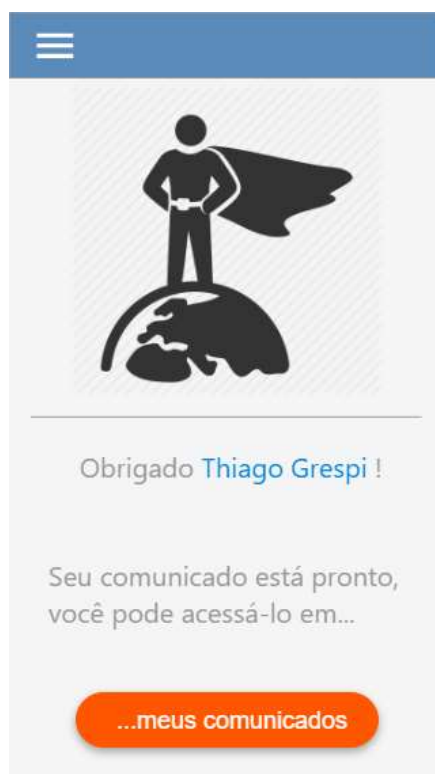 Obrigado Thiago Grespi !
Seu comunicado está pronto,
você pode acessá-lo em...
...meus comunicados